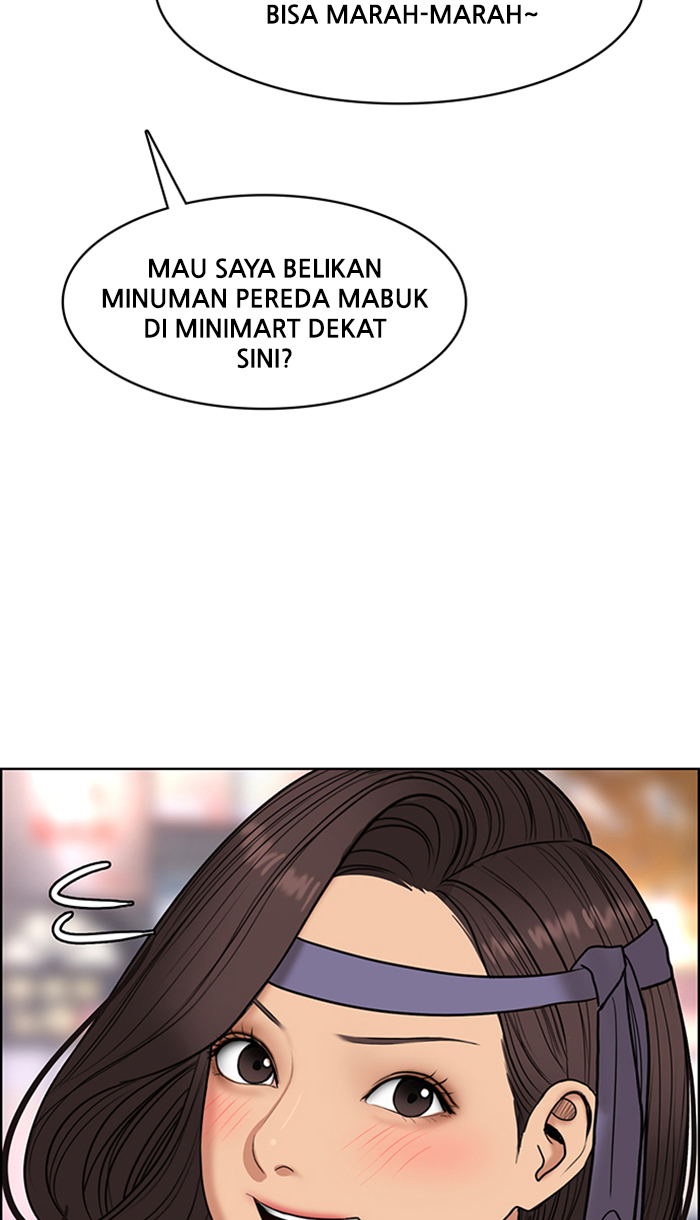 BISA MARAH-MARAH~
MAU SAYA BELIKAN
MINUMAN PEREDA MABUK
DI MINIMART DEKAT
SINI?